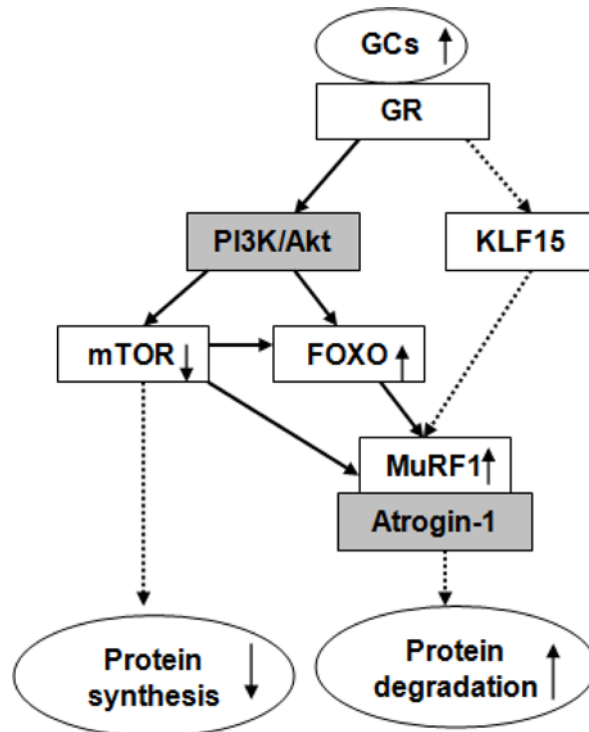 GCs ↑
GR
PI3K/Akt
KLF15
mTOR ↓
FOXO ↑
MuRF1 ↑
Atrogin-1
Protein
synthesis ↓
Protein
degradation ↑